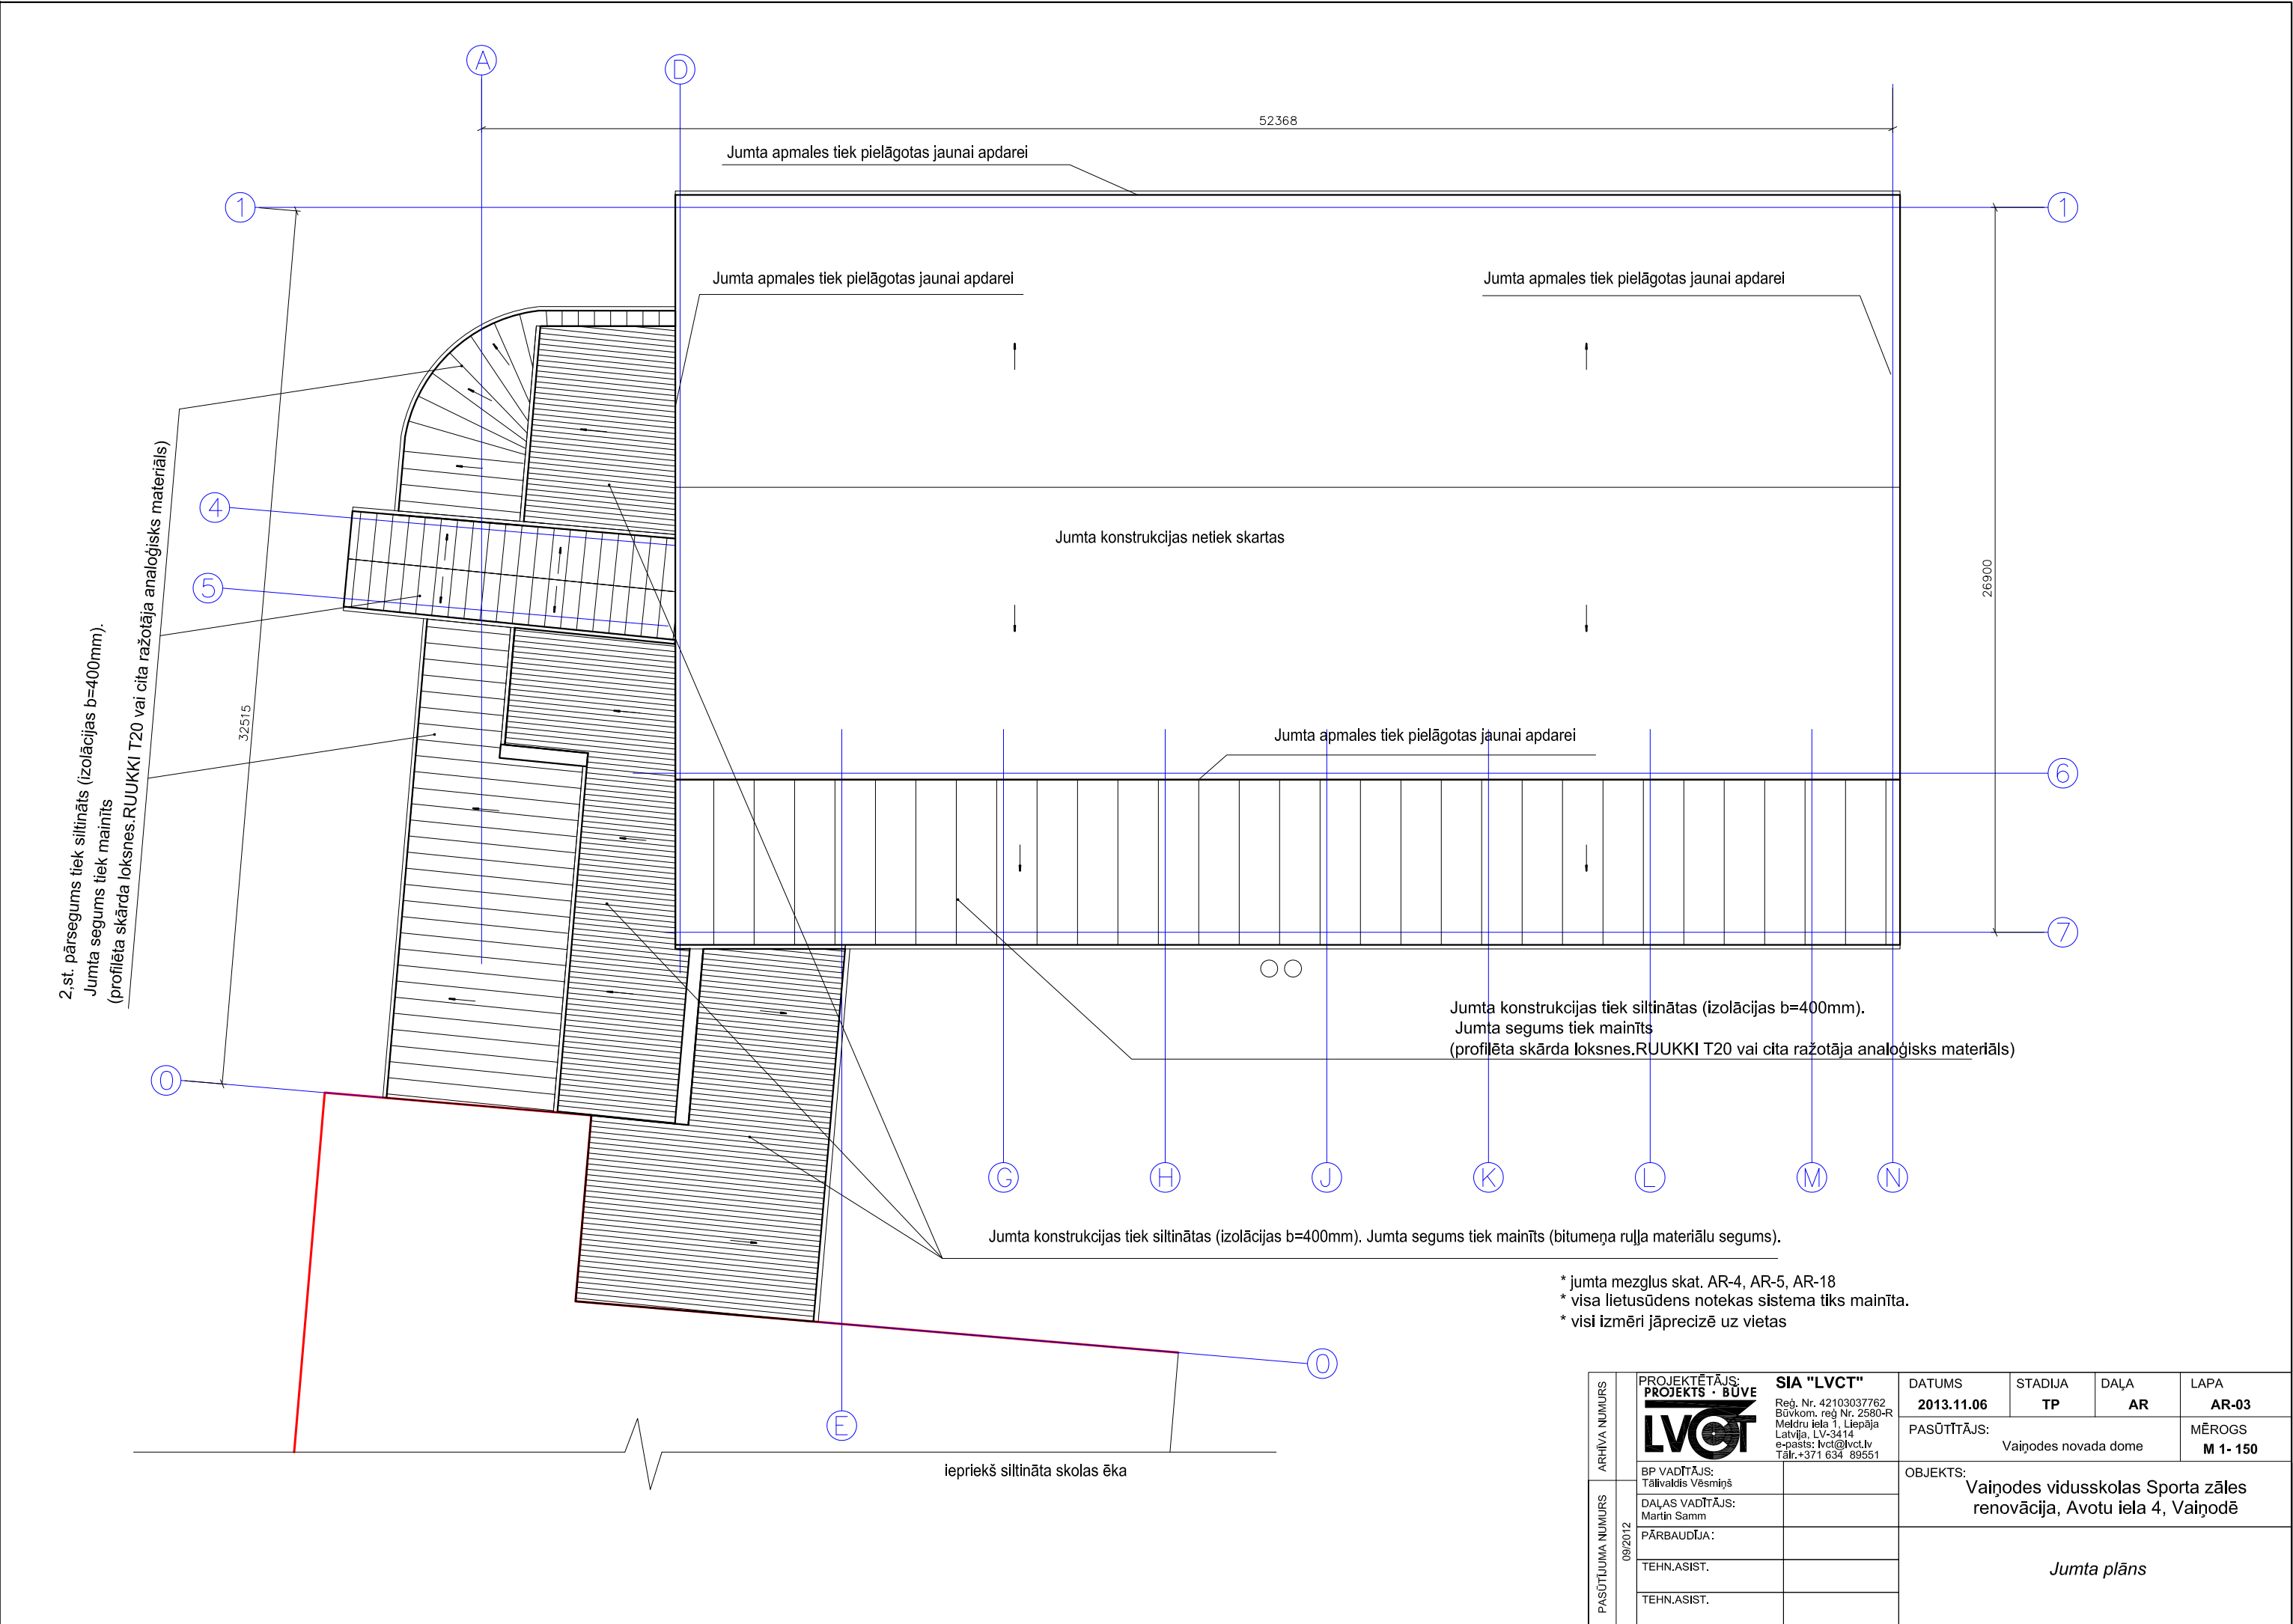 A
D
52368
Jumta apmales tiek pielāgotas jaunai apdarei
1
1
Jumta apmales tiek pielāgotas jaunai apdarei
Jumta apmales tiek pielāgotas jaunai apdarei
4
5
Jumta konstrukcijas netiek skartas
26900
2,st. pārsegums tiek siltināts (izolācijas b=400mm).
Jumta segums tiek mainīts
(profilēta skārda loksnes.RUUKKI T20 vai cita ražotāja analoģisks materiāls)
32515
Jumta apmales tiek pielāgotas jaunai apdarei
6
7
Jumta konstrukcijas tiek siltinātas (izolācijas b=400mm).
Jumta segums tiek mainīts
(profilēta skārda loksnes.RUUKKI T20 vai cita ražotāja analoģisks materiāls)
0
G
H
J
K
L
M
N
Jumta konstrukcijas tiek siltinātas (izolācijas b=400mm). Jumta segums tiek mainīts (bitumeņa ruļļa materiālu segums).
* jumta mezglus skat. AR-4, AR-5, AR-18
* visa lietusūdens notekas sistema tiks mainīta.
* visi izmēri jāprecizē uz vietas
0
E
iepriekš siltināta skolas ēka
ARHĪVA NUMURS
PASŪTĪJUMA NUMURS
09/2012
PROJEKTĒTĀJS:
PROJEKTS · BŪVE
LVCT
SIA "LVCT"
Reģ. Nr. 42103037762
Būvkom. reģ Nr. 2580-R
Meldru iela 1, Liepāja
Latvija, LV-3414
e-pasts: lvct@lvct.lv
Tālr.+371 634 89551
DATUMS
2013.11.06
STADIJA
TP
DAĻA
AR
LAPA
AR-03
PASŪTĪTĀJS:
Vaiņodes novada dome
MĒROGS
M 1- 150
BP VADĪTĀJS:
Tālivaldis Vēsmiņš
DAĻAS VADĪTĀJS:
Martin Samm
PĀRBAUDĪJA:
TEHN.ASIST.
TEHN.ASIST.
OBJEKTS:
Vaiņodes vidusskolas Sporta zāles
renovācija, Avotu iela 4, Vaiņodē
Jumta plāns